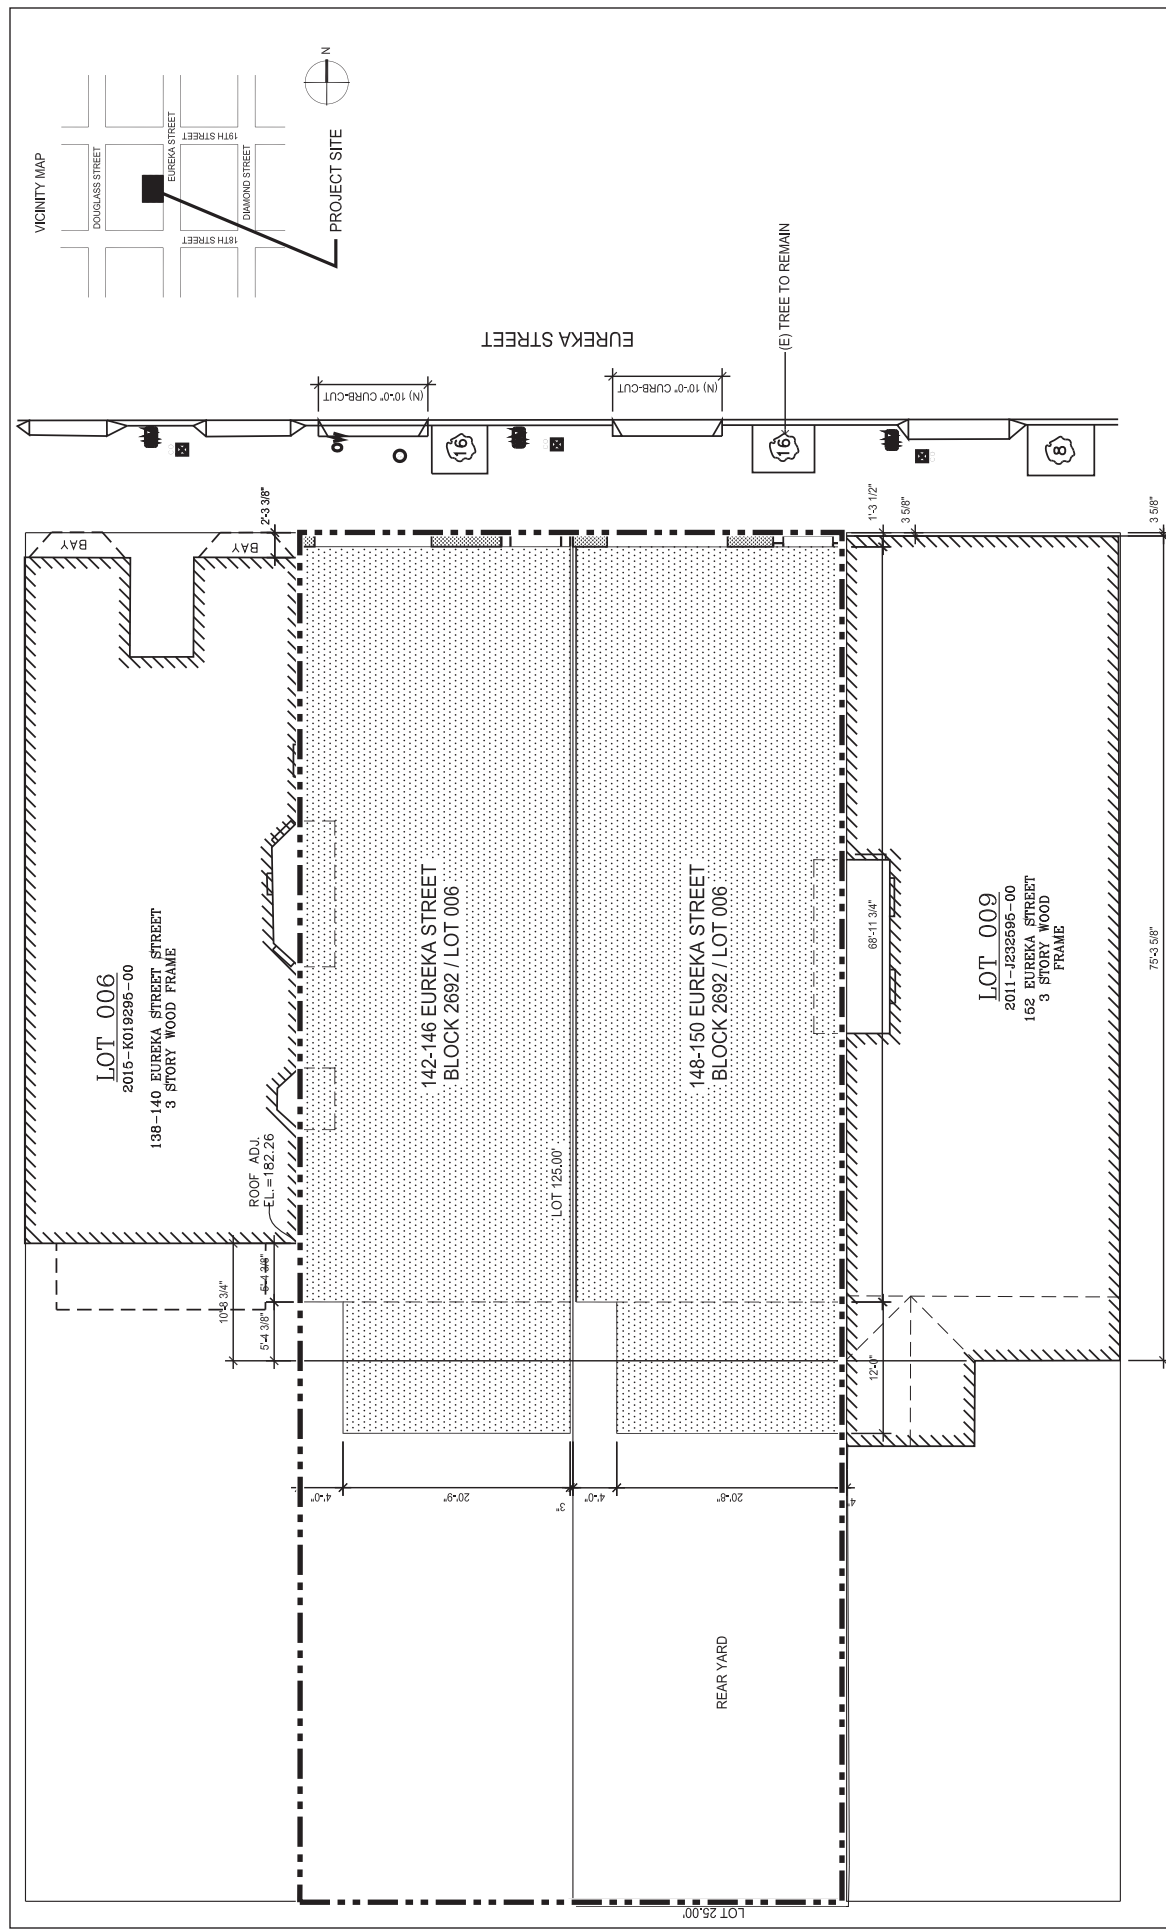 VICINITY MAP
DOUGLASS STREET
EUREKA STREET
DIAMOND STREET
18TH STREET
19TH STREET
N
PROJECT SITE
EUREKA STREET
(N) 10'-0" CURB-CUT
(N) 10'-0" CURB-CUT
(E) TREE TO REMAIN
16
16
8
BAY
BAY
2'-3 3/8"
1'-3 1/2"
3 5/8"
3 5/8"
LOT 006
2015-K019295-00
138-140 EUREKA STREET STREET
3 STORY WOOD FRAME
ROOF ADJ.
EL.=182.26
142-146 EUREKA STREET
BLOCK 2692 / LOT 006
LOT 125.00'
148-150 EUREKA STREET
BLOCK 2692 / LOT 006
68'-11 3/4"
LOT 009
2011-J232595-00
152 EUREKA STREET
3 STORY WOOD
FRAME
75'-3 5/8"
10'-8 3/4"
5'-4 3/8"
5'-4 3/8"
12'-0"
4'-0"
20'-9"
3"
4'-0"
20'-8"
4"
REAR YARD
LOT 25.00'